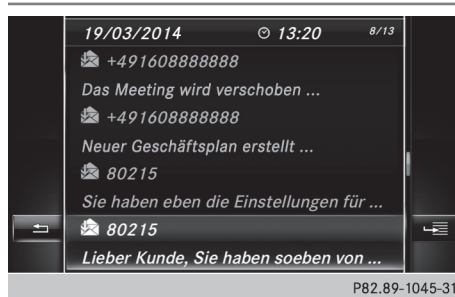 19/03/2014 13:20 8/13
+491608888888
Das Meeting wird verschoben ...
+491608888888
Neuer Geschäftsplan erstellt ...
80215
Sie haben eben die Einstellungen für ...
80215
Lieber Kunde, Sie haben soeben von ...
P82.89-1045-31